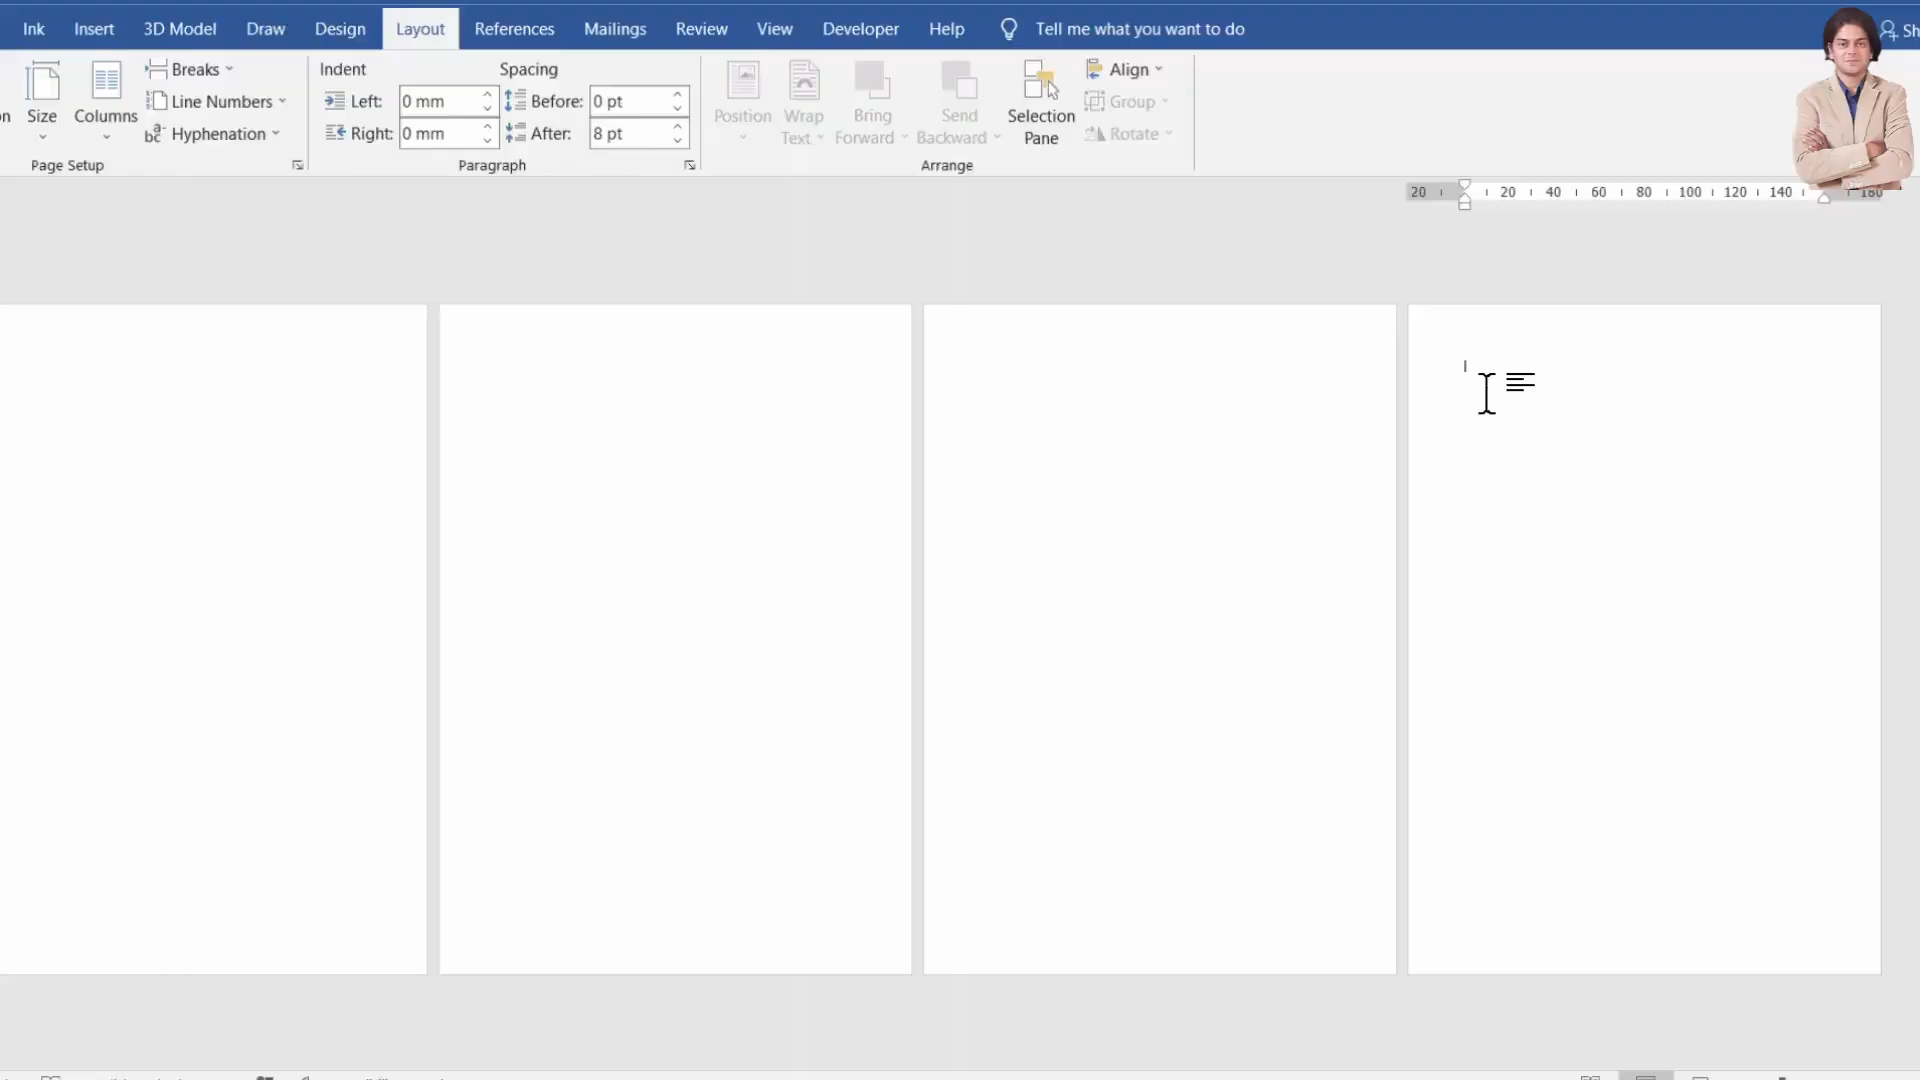 Ink Insert 3D Model Draw Design Layout References Mailings Review View Developer Help Tell me what you want to do Sh
Breaks Indent Spacing Align
Size Columns Line Numbers Left: 0 mm Before: 0 pt Position Wrap Text Bring Forward Send Backward Selection Pane Group
Hyphenation Right: 0 mm After: 8 pt Rotate
Page Setup Paragraph Arrange
20 20 40 60 80 100 120 140 180